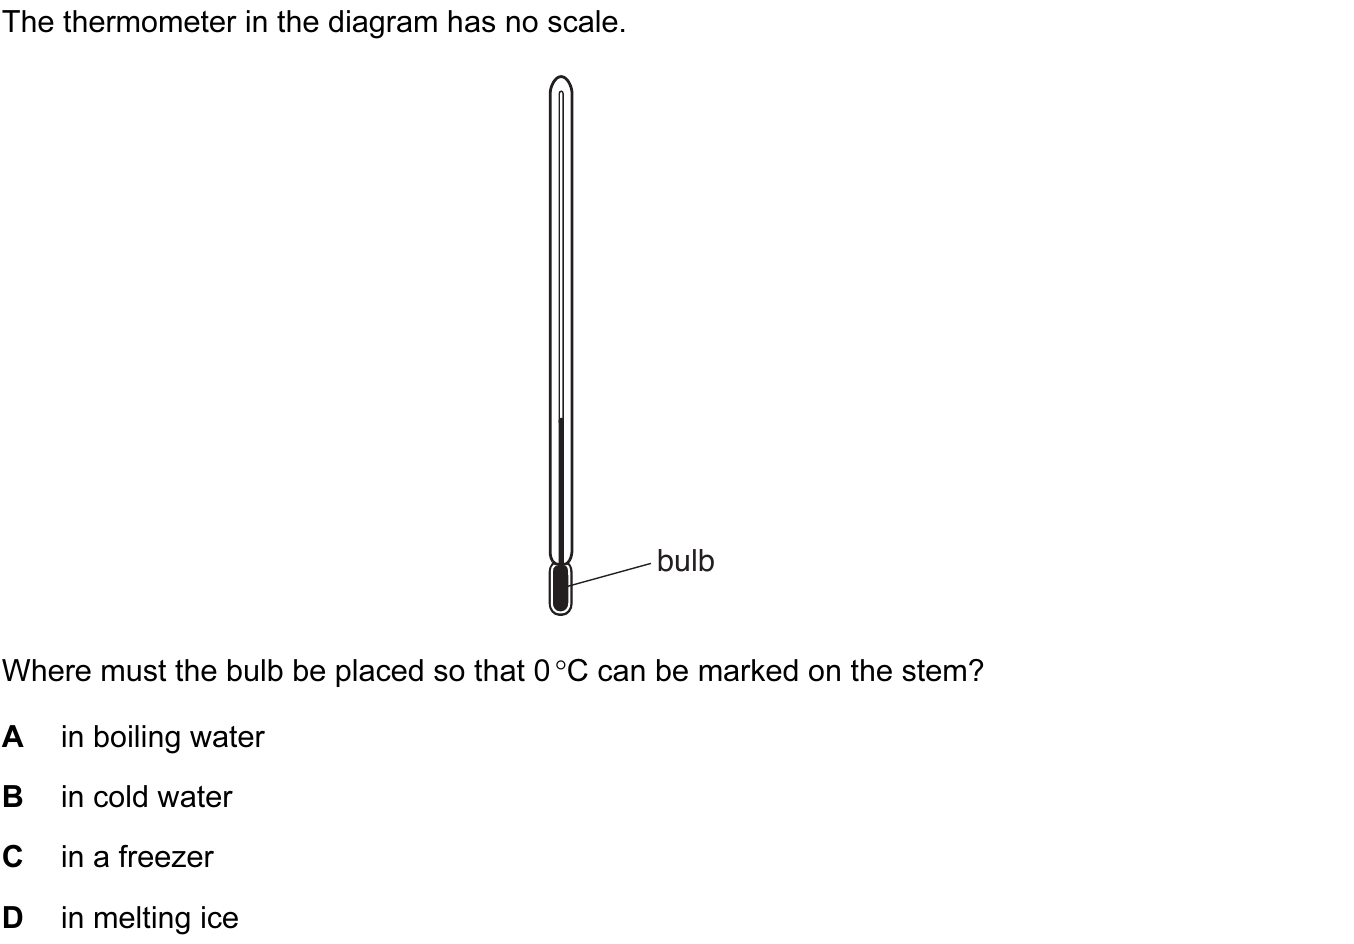 The thermometer in the diagram has no scale.
bulb
Where must the bulb be placed so that 0 °C can be marked on the stem?
A in boiling water
B in cold water
C in a freezer
D in melting ice